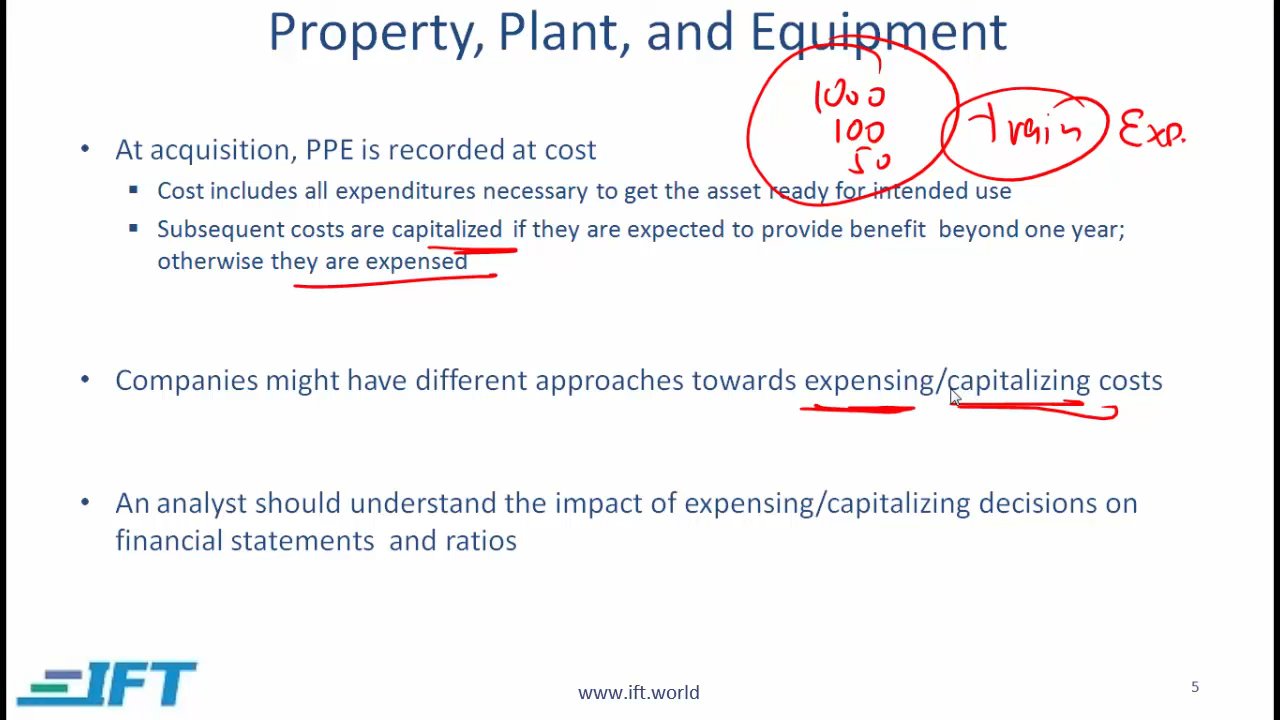 Property, Plant, and Equipment
1000
100
50
Train
Exp.
• At acquisition, PPE is recorded at cost
▪ Cost includes all expenditures necessary to get the asset ready for intended use
▪ Subsequent costs are capitalized if they are expected to provide benefit beyond one year;
otherwise they are expensed
• Companies might have different approaches towards expensing/capitalizing costs
• An analyst should understand the impact of expensing/capitalizing decisions on
financial statements and ratios
IFT
www.ift.world
5